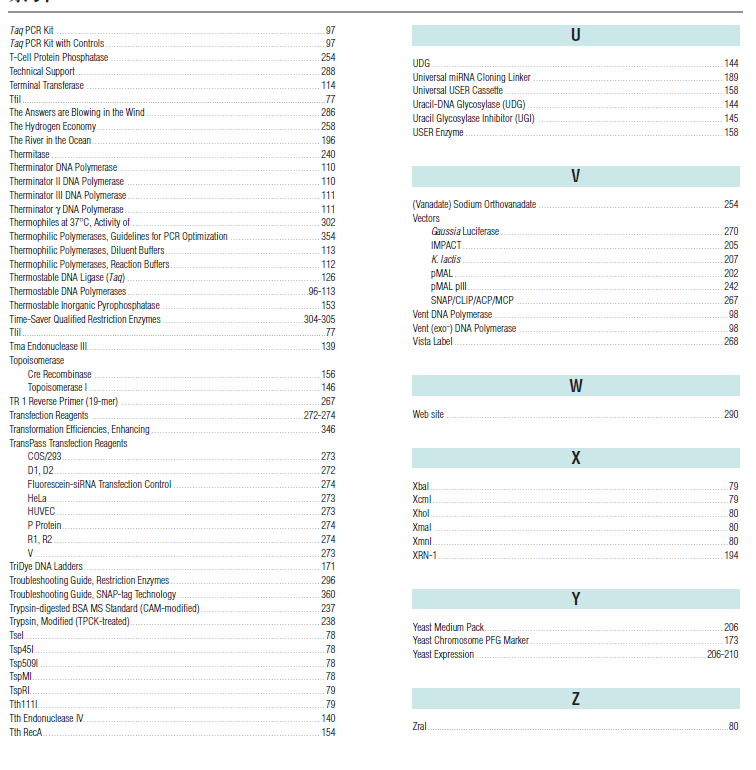 Taq PCR Kit 97
Taq PCR Kit with Controls 97
T-Cell Protein Phosphatase 254
Technical Support 288
Terminal Transferase 114
TfiI 77
The Answers are Blowing in the Wind 286
The Hydrogen Economy 258
The River in the Ocean 196
Thermitase 240
Therminator DNA Polymerase 110
Therminator II DNA Polymerase 110
Therminator III DNA Polymerase 111
Therminator γ DNA Polymerase 111
Thermophiles at 37°C, Activity of 302
Thermophilic Polymerases, Guidelines for PCR Optimization 354
Thermophilic Polymerases, Diluent Buffers 113
Thermophilic Polymerases, Reaction Buffers 112
Thermostable DNA Ligase (Taq) 126
Thermostable DNA Polymerases 96-113
Thermostable Inorganic Pyrophosphatase 153
Time-Saver Qualified Restriction Enzymes 304-305
TliI 77
Tma Endonuclease III 139
Topoisomerase
Cre Recombinase 156
Topoisomerase I 146
TR 1 Reverse Primer (19-mer) 267
Transfection Reagents 272-274
Transformation Efficiencies, Enhancing 346
TransPass Transfection Reagents
COS/293 273
D1, D2 272
Fluorescein-siRNA Transfection Control 274
HeLa 273
HUVEC 273
P Protein 274
R1, R2 274
V 273
TriDye DNA Ladders 171
Troubleshooting Guide, Restriction Enzymes 296
Troubleshooting Guide, SNAP-tag Technology 360
Trypsin-digested BSA MS Standard (CAM-modified) 237
Trypsin, Modified (TPCK-treated) 238
TseI 78
Tsp45I 78
Tsp509I 78
TspMI 78
TspRI 79
Tth111I 79
Tth Endonuclease IV 140
Tth RecA 154
U
UDG 144
Universal miRNA Cloning Linker 189
Universal USER Cassette 158
Uracil-DNA Glycosylase (UDG) 144
Uracil Glycosylase Inhibitor (UGI) 145
USER Enzyme 158
V
(Vanadate) Sodium Orthovanadate 254
Vectors
Gaussia Luciferase 270
IMPACT 205
K. lactis 207
pMAL 202
pMAL pIII 242
SNAP/CLIP/ACP/MCP 267
Vent DNA Polymerase 98
Vent (exo⁻) DNA Polymerase 98
Vista Label 268
W
Web site 290
X
XbaI 79
XcmI 79
XhoI 80
XmaI 80
XmnI 80
XRN-1 194
Y
Yeast Medium Pack 206
Yeast Chromosome PFG Marker 173
Yeast Expression 206-210
Z
ZraI 80